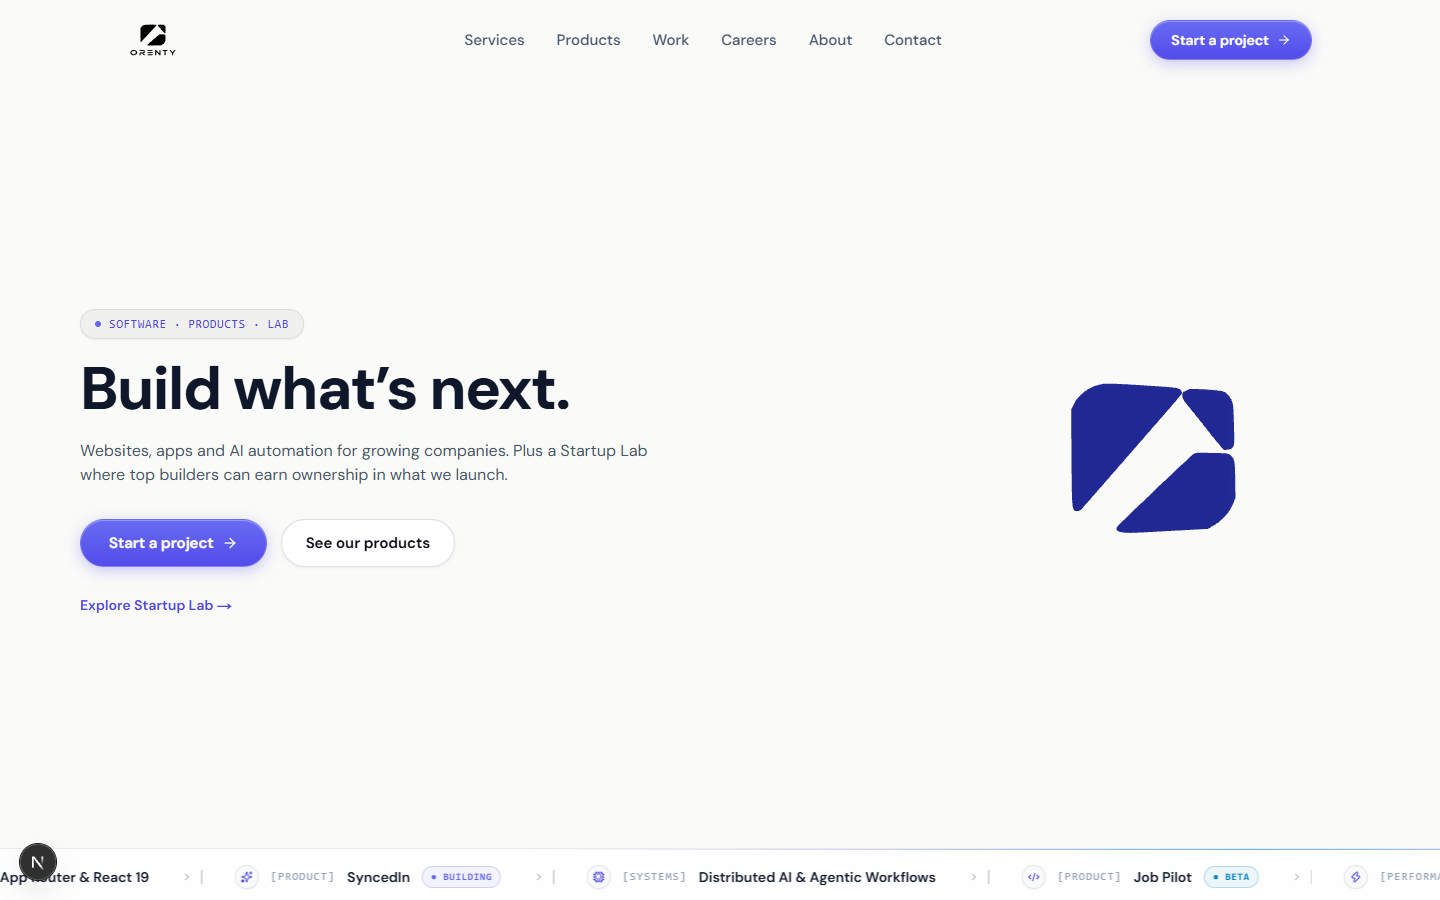 ORENTY
Services
Products
Work
Careers
About
Contact
Start a project →
SOFTWARE · PRODUCTS · LAB
Build what’s next.
Websites, apps and AI automation for growing companies. Plus a Startup Lab
where top builders can earn ownership in what we launch.
Start a project →
See our products
Explore Startup Lab →
N
& React 19
[PRODUCT] SyncedIn BUILDING
[SYSTEMS] Distributed AI & Agentic Workflows
[PRODUCT] Job Pilot BETA